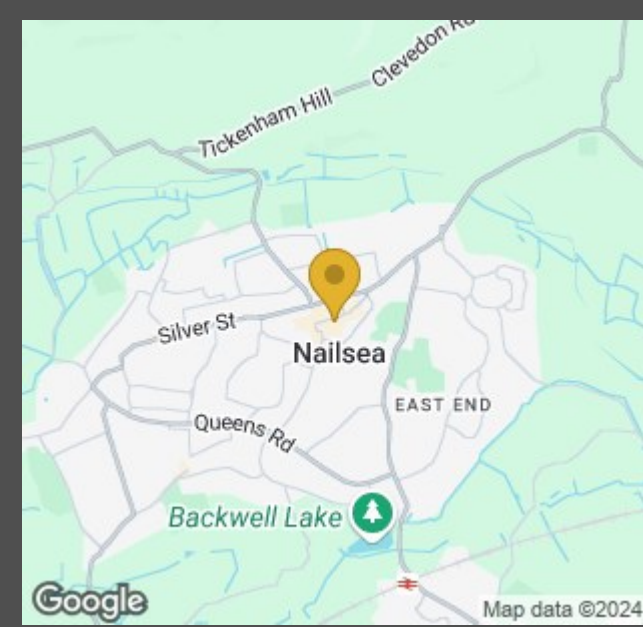 Clevedon Rd
Tickenham Hill
Silver St
Nailsea
EAST END
Queens Rd
Backwell Lake
Google
Map data ©2024